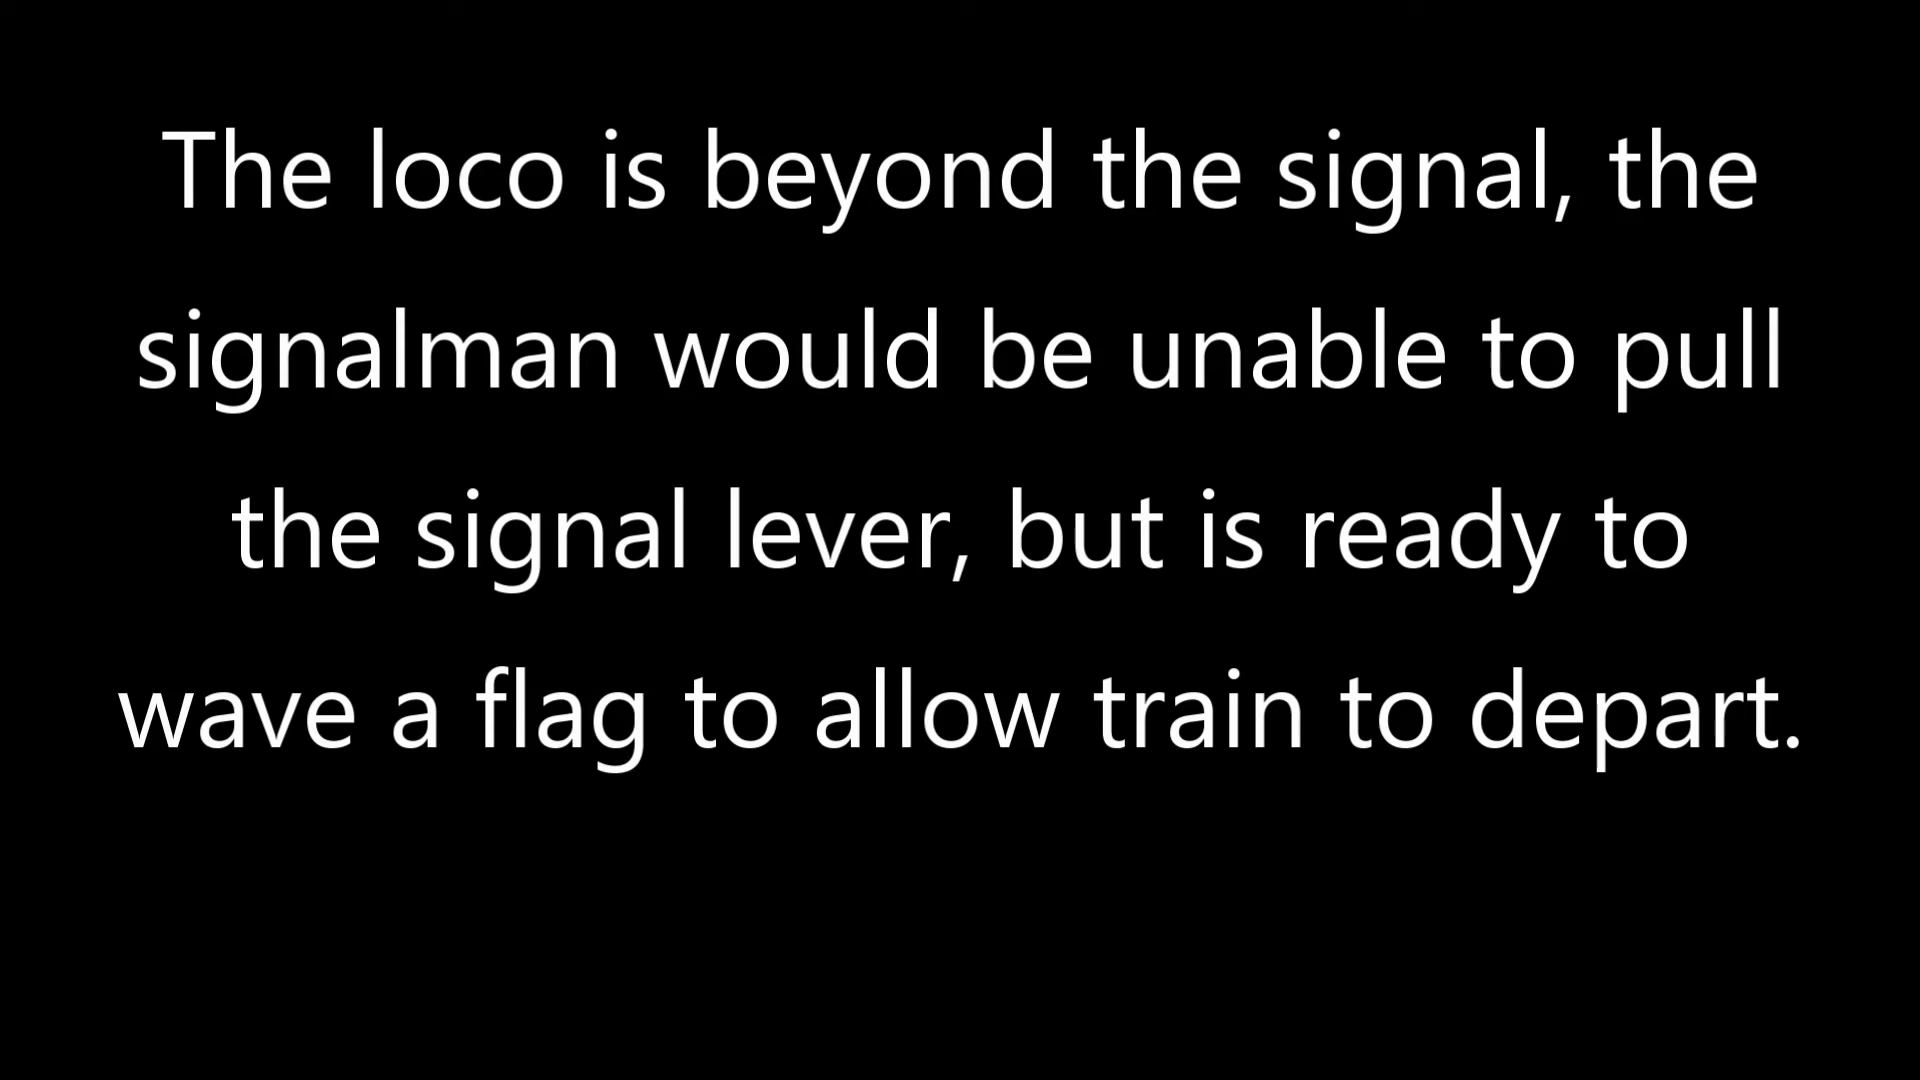 The loco is beyond the signal, the
signalman would be unable to pull
the signal lever, but is ready to
wave a flag to allow train to depart.